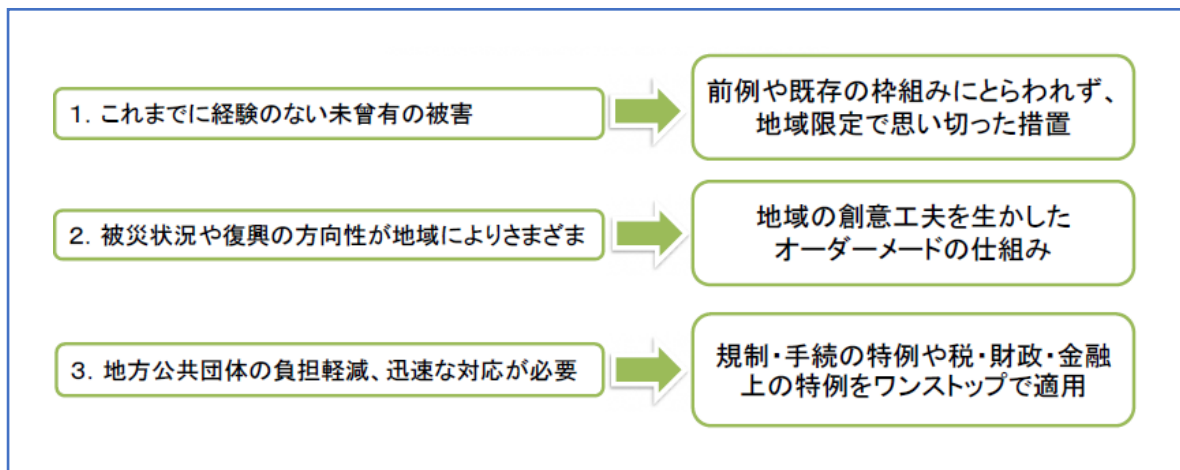 1. これまでに経験のない未曾有の被害
前例や既存の枠組みにとらわれず、
地域限定で思い切った措置
2. 被災状況や復興の方向性が地域によりさまざま
地域の創意工夫を生かした
オーダーメードの仕組み
3. 地方公共団体の負担軽減、迅速な対応が必要
規制・手続の特例や税・財政・金融
上の特例をワンストップで適用